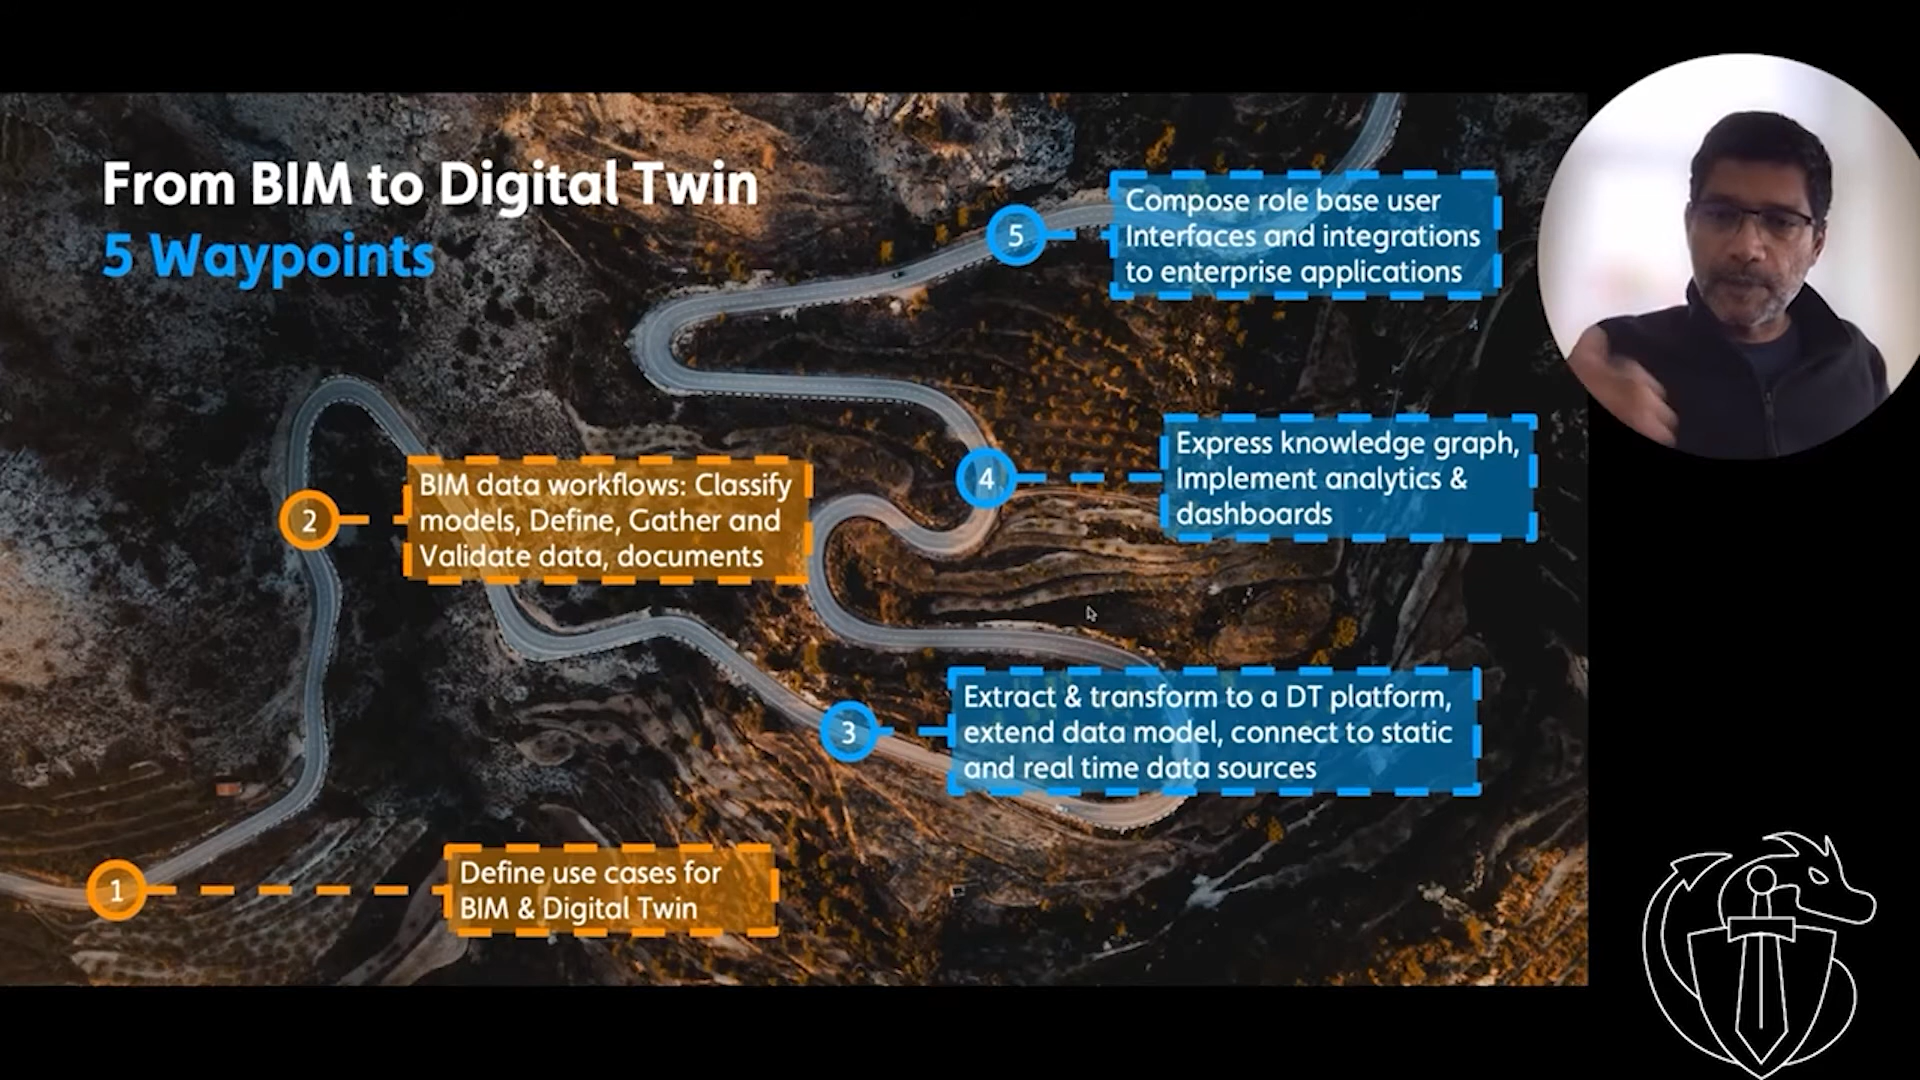 From BIM to Digital Twin
5 Waypoints
5
Compose role base user
Interfaces and integrations
to enterprise applications
4
Express knowledge graph,
Implement analytics &
dashboards
2
BIM data workflows: Classify
models, Define, Gather and
Validate data, documents
3
Extract & transform to a DT platform,
extend data model, connect to static
and real time data sources
1
Define use cases for
BIM & Digital Twin